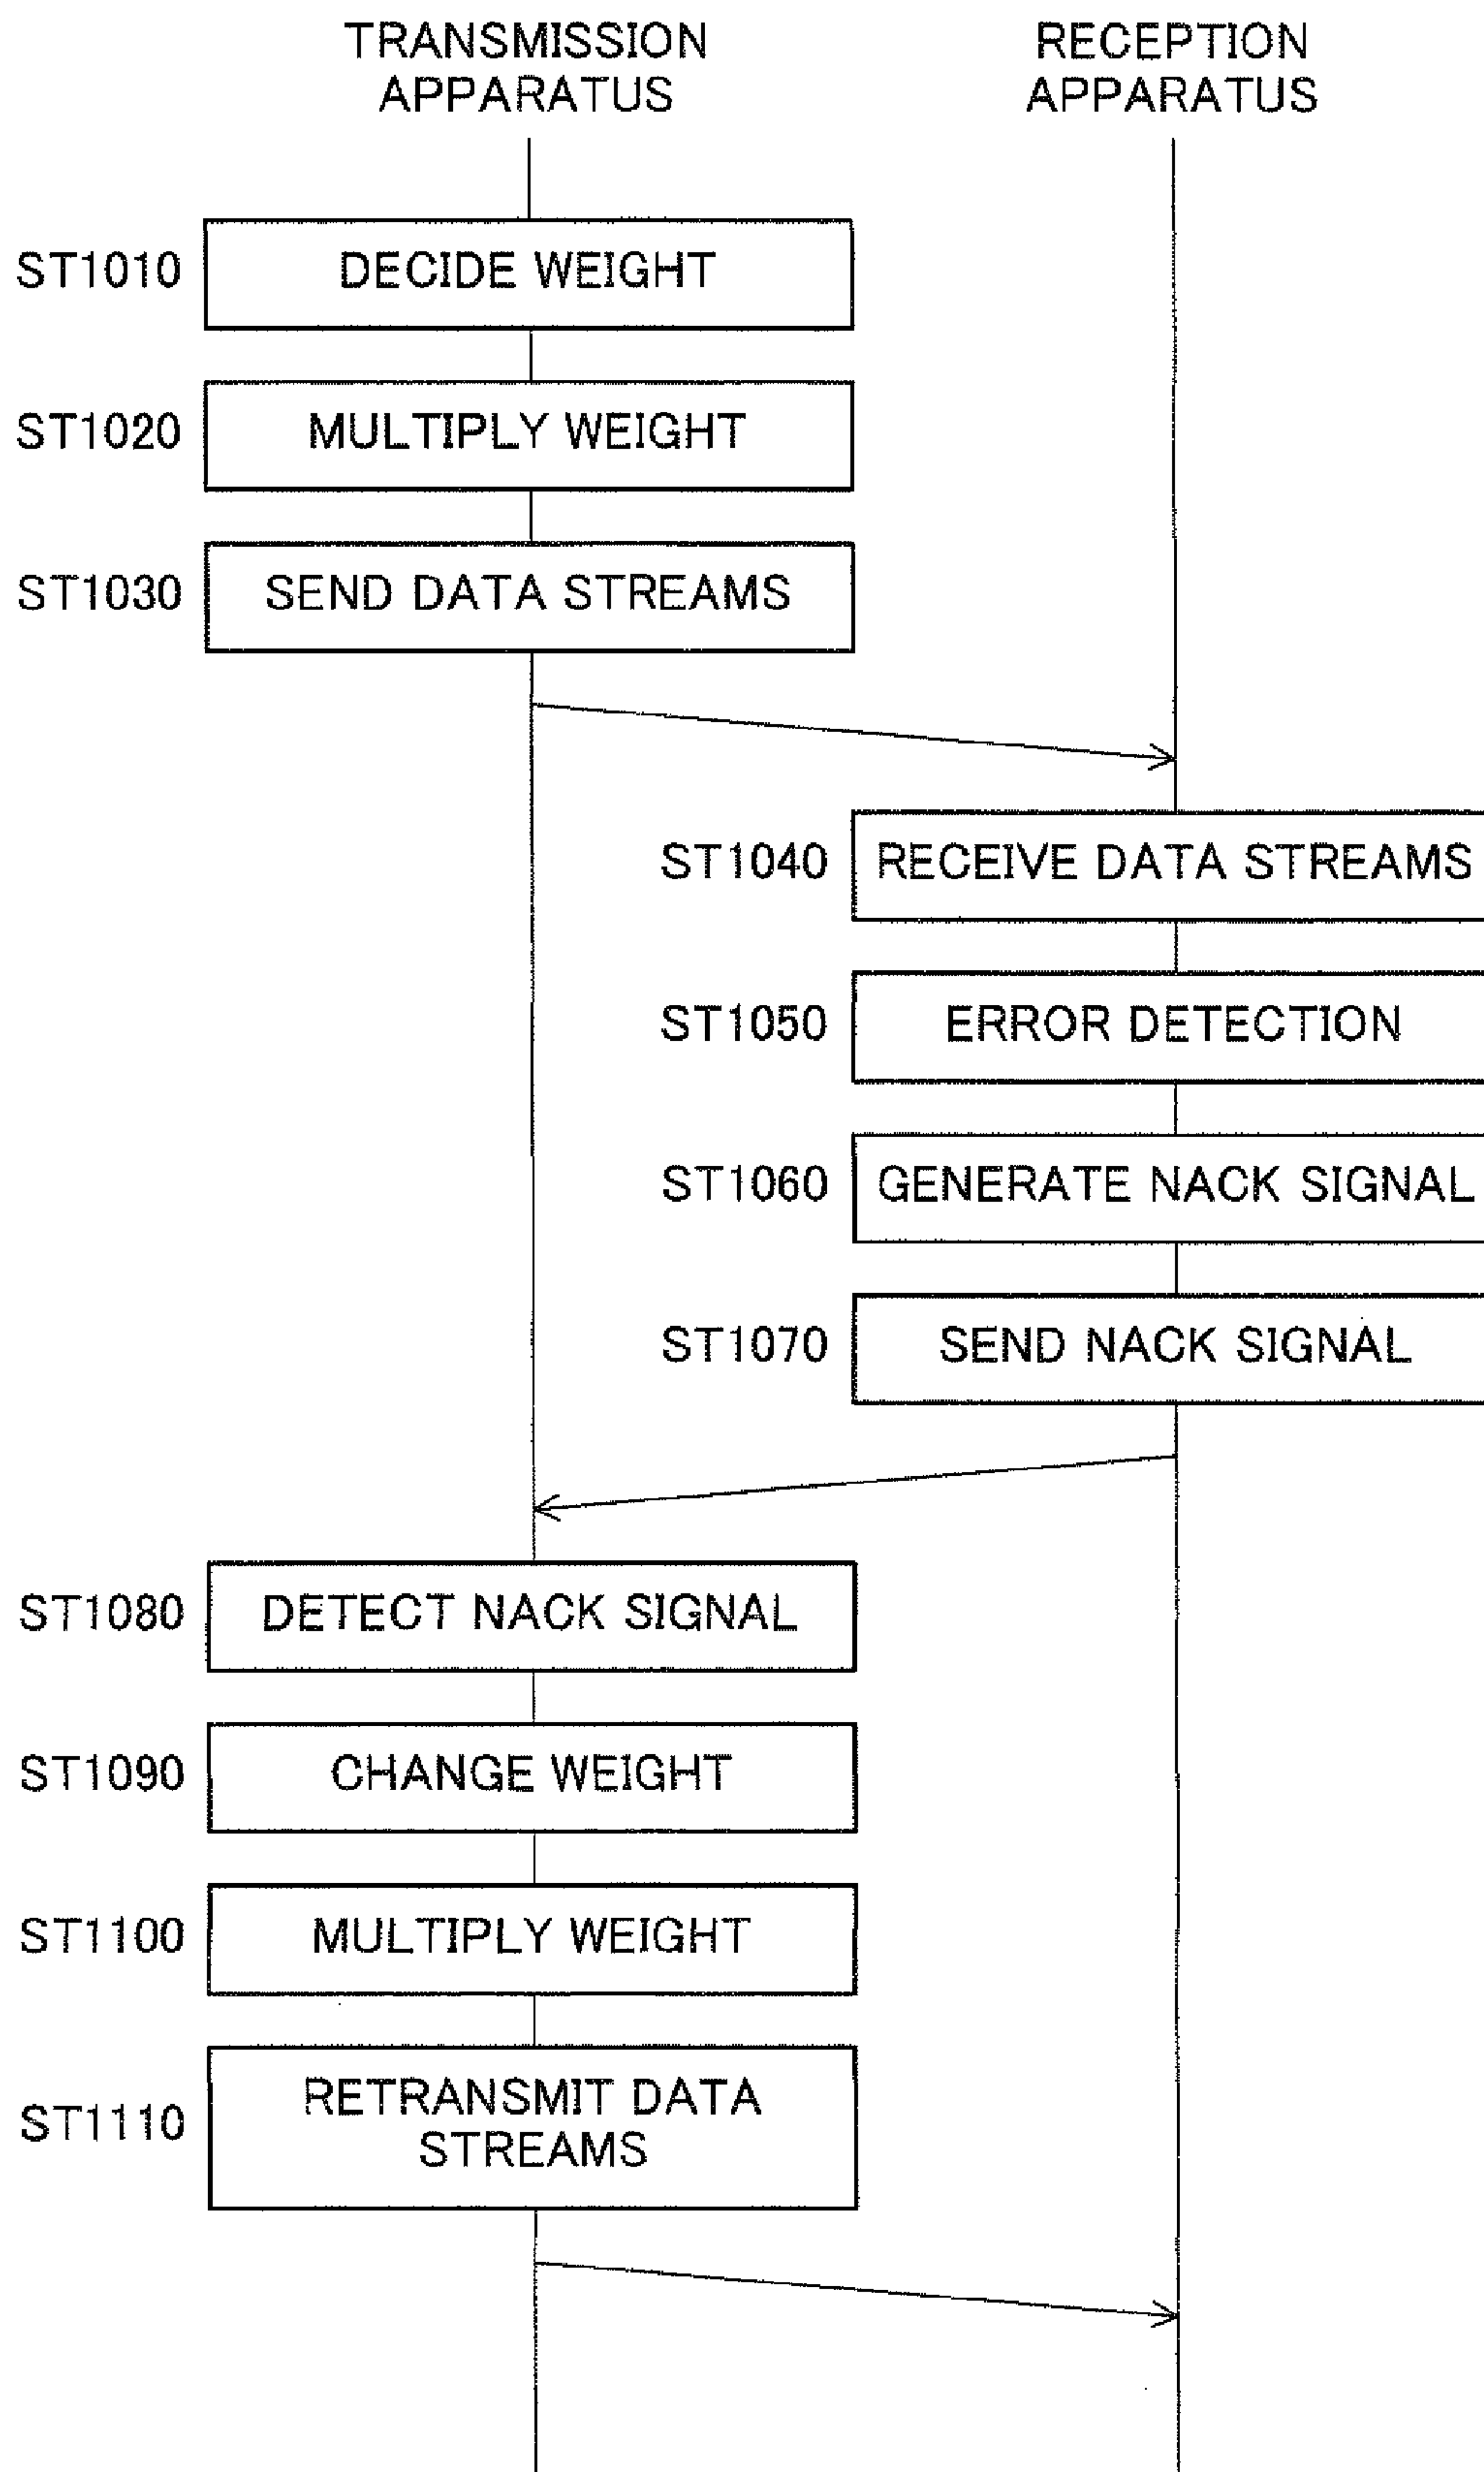 TRANSMISSION
APPARATUS
RECEPTION
APPARATUS
ST1010
DECIDE WEIGHT
ST1020
MULTIPLY WEIGHT
ST1030
SEND DATA STREAMS
ST1040
RECEIVE DATA STREAMS
ST1050
ERROR DETECTION
ST1060
GENERATE NACK SIGNAL
ST1070
SEND NACK SIGNAL
ST1080
DETECT NACK SIGNAL
ST1090
CHANGE WEIGHT
ST1100
MULTIPLY WEIGHT
ST1110
RETRANSMIT DATA
STREAMS